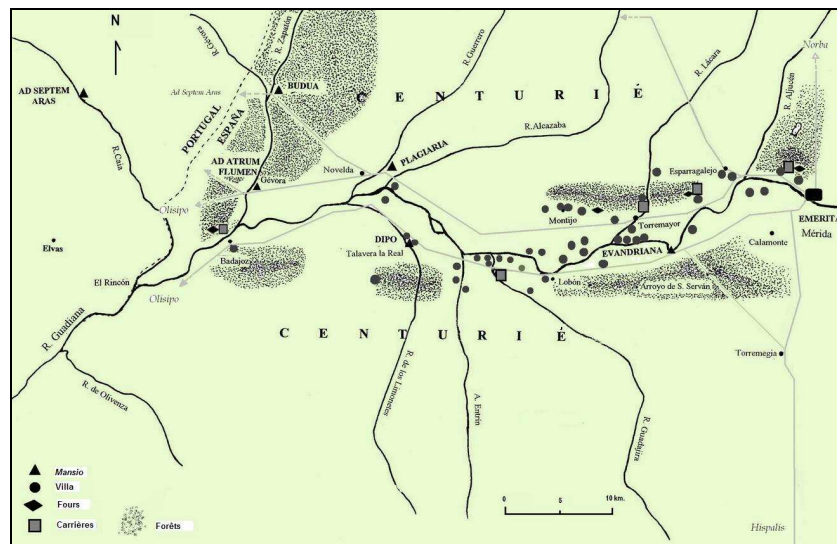 N
Norba
R.Gévora
R. Zapatón
R. Guerrero
R. Lácara
R. Aljucén
AD SEPTEM
ARAS
Ad Septem Aras
BUDUA
C E N T U R I É
PORTUGAL
ESPAÑA
R.Caia
R.Alcazaba
AD ATRUM
FLUMEN
Gévora
Novelda
PLAGIARIA
Esparragalejo
Olisipo
EMERITA
Mérida
Montijo
Torremayor
Elvas
DIPO
Talavera la Real
EVANDRIANA
Calamonte
Badajoz
El Rincón
Olisipo
Lobón
Arroyo de S. Serván
R. Guadiana
C E N T U R I É
Torremegia
R. de Olivenza
R. de los Limonetes
A. Entrín
R. Guadajira
Mansio
Villa
Fours
Carrières
Forêts
0 5 10 km.
Hispalis